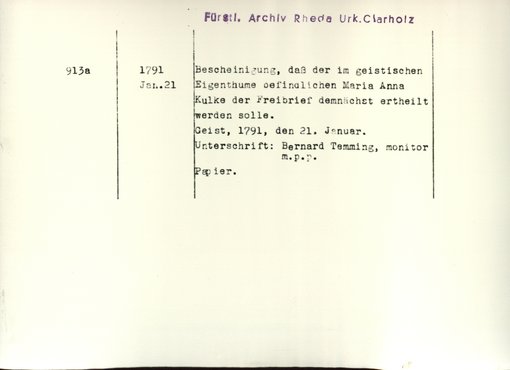 Fürstl. Archiv Rheda Urk. Clarholz
913a 1791 Bescheinigung, daß der im geistischen
Jan.21 Eigenthume befindlichen Maria Anna
Kulke der Freibrief demnächst ertheilt
werden solle.
Geist, 1791, den 21. Januar.
Unterschrift: Bernard Temming, monitor
m.p.p.
Papier.